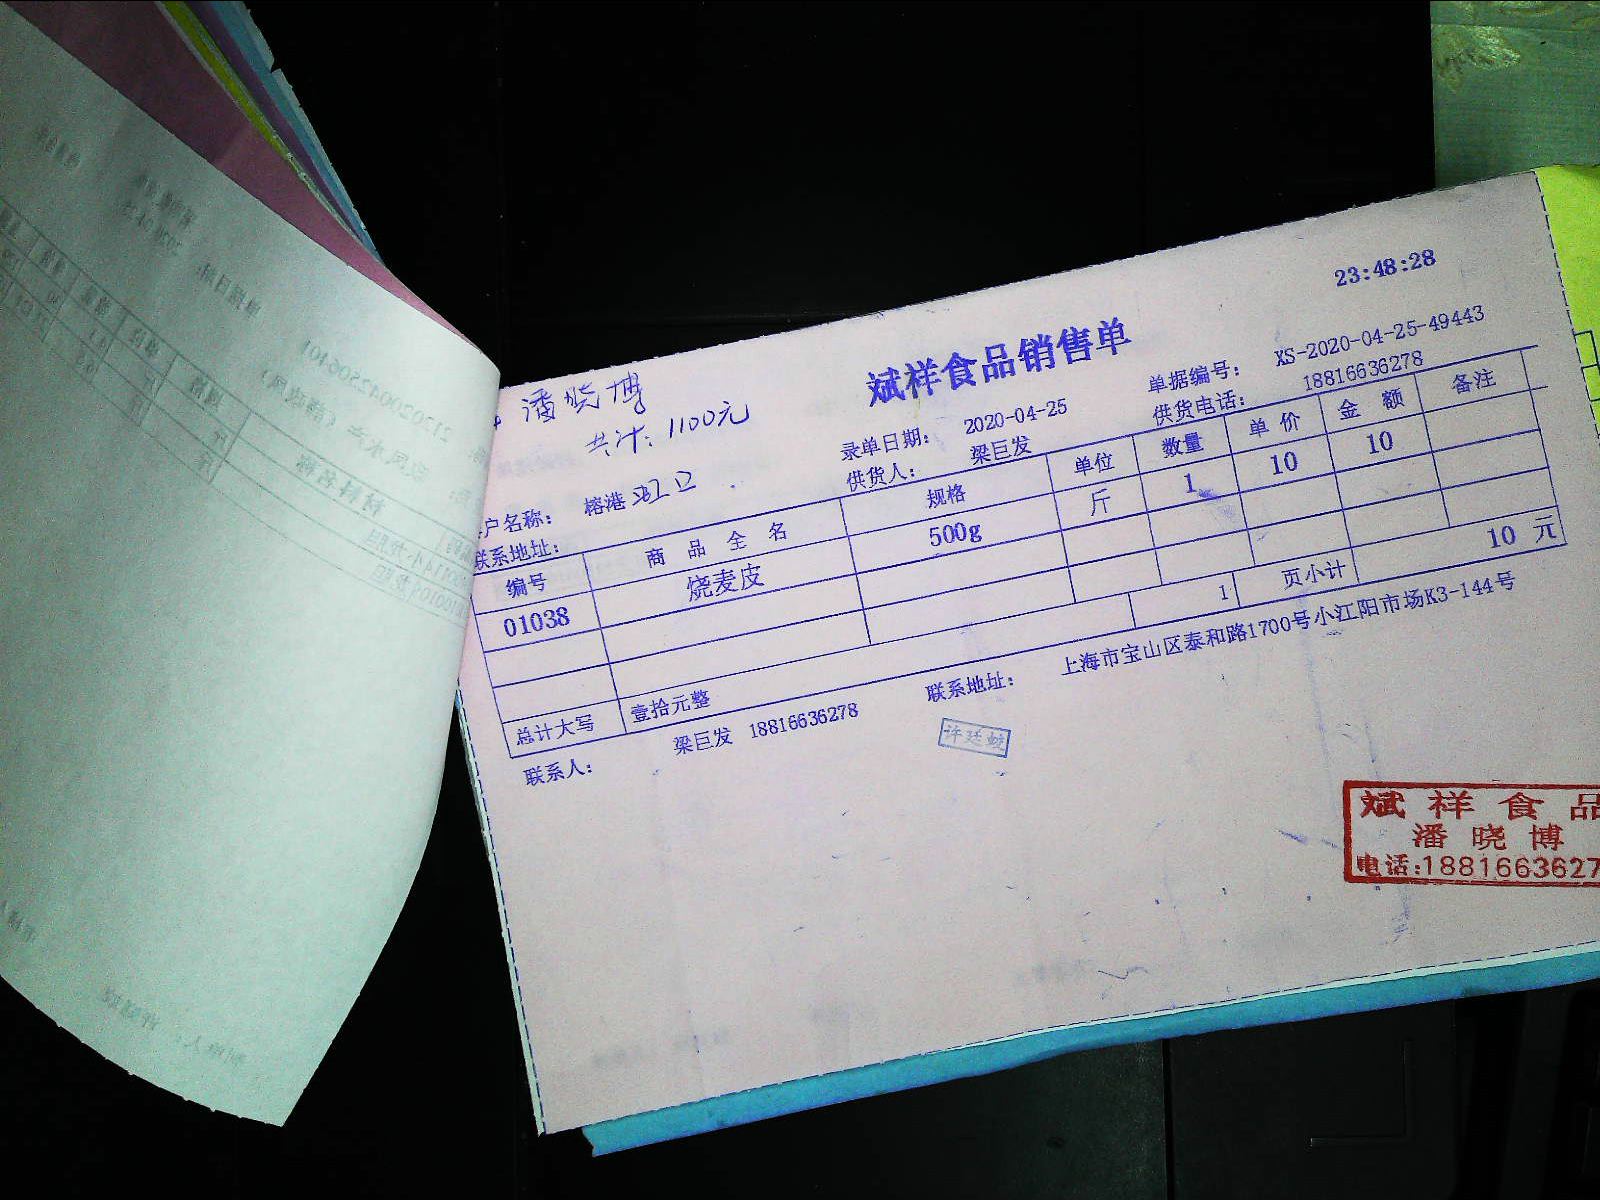 23:48:28
斌祥食品销售单
潘晓博
共计: 1100元
单据编号: XS-2020-04-25-49443
录单日期: 2020-04-25
供货电话: 18816636278
供货人: 梁巨发
户名称: 榕港 虹口
联系地址:
编号 商品全名 规格 单位 数量 单价 金额 备注
01038 烧麦皮 500g 斤 1 10 10
1 页小计 10 元
总计大写 壹拾元整
联系人: 梁巨发 18816636278 联系地址: 上海市宝山区泰和路1700号小江阳市场K3-144号
许廷蛟
斌祥食品
潘晓博
电话:1881663627